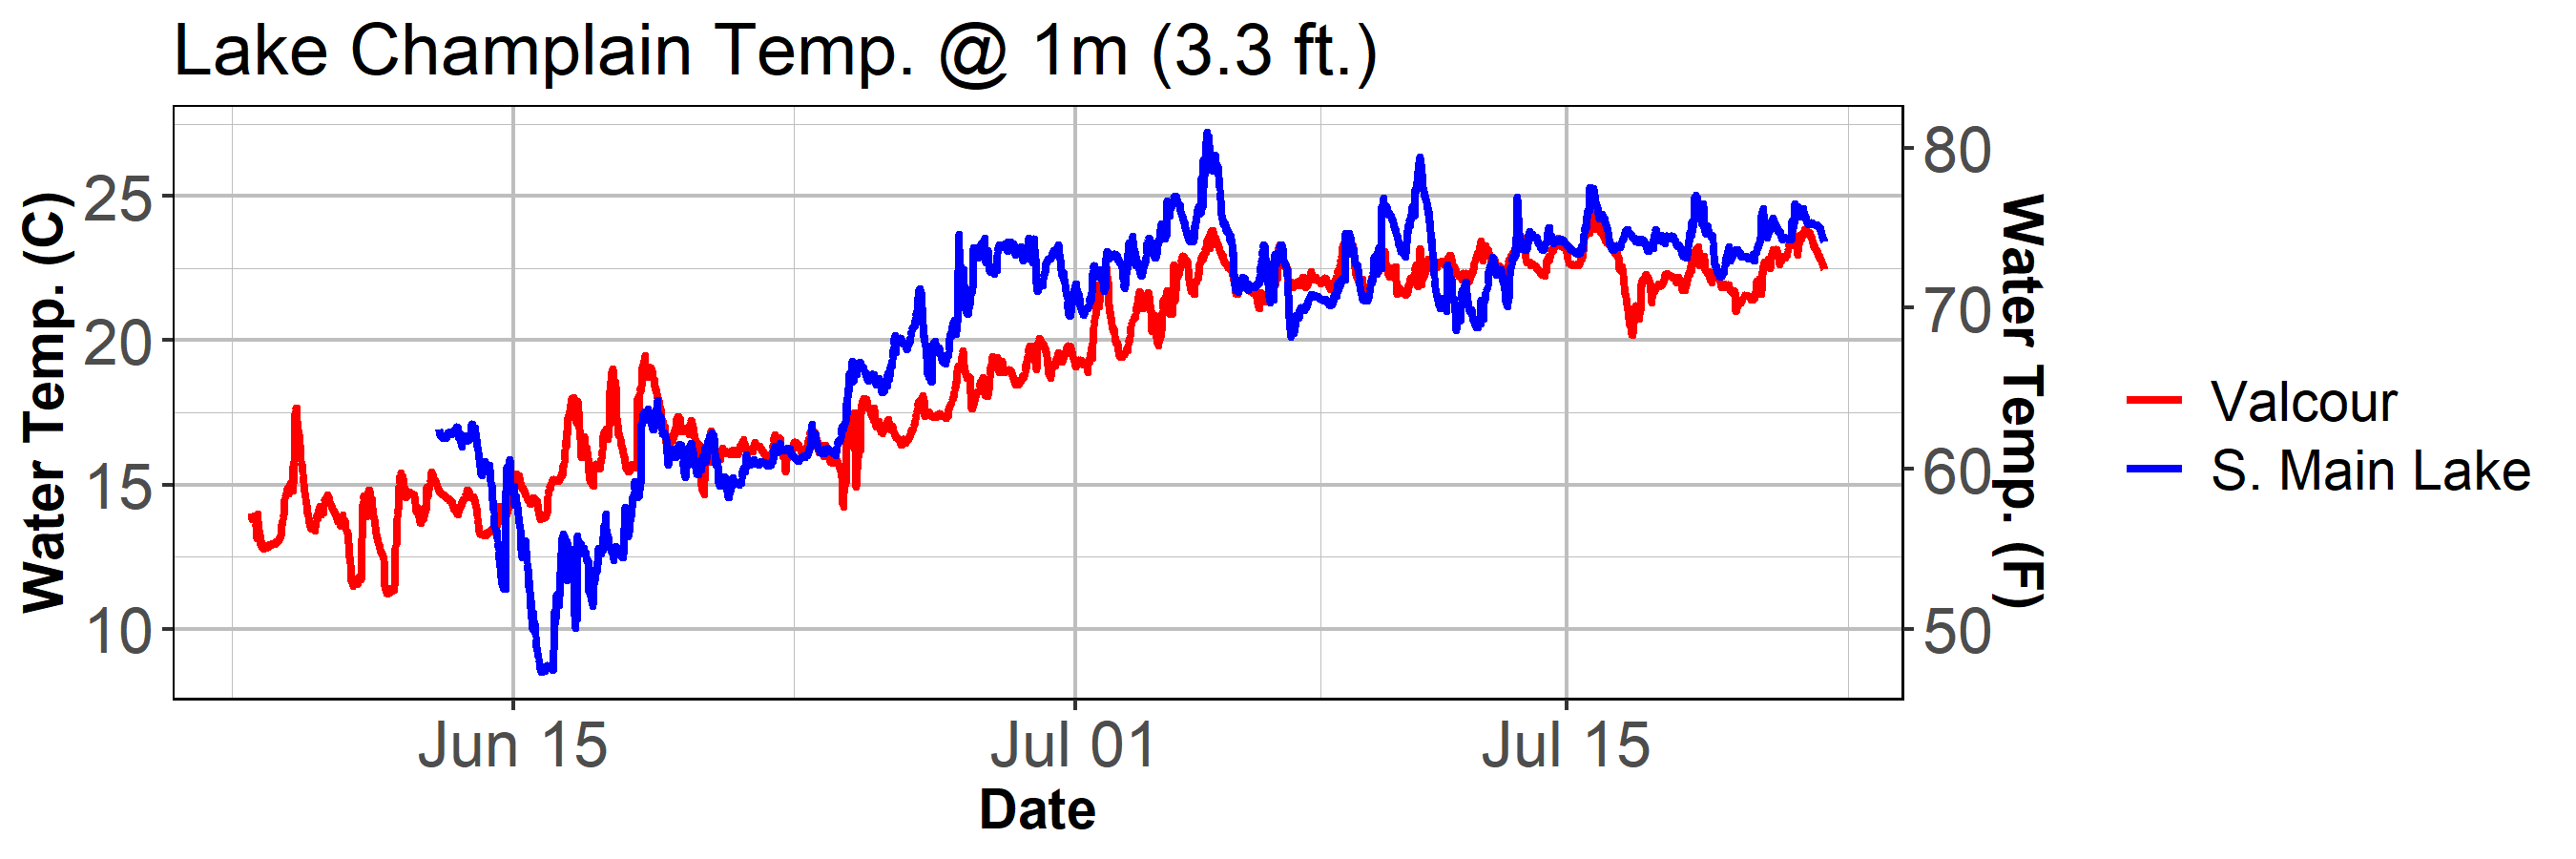 Lake Champlain Temp. @ 1m (3.3 ft.)
Water Temp. (C)
25
20
15
10
80
70
60
50
Water Temp. (F)
Jun 15
Jul 01
Jul 15
Date
Valcour
S. Main Lake